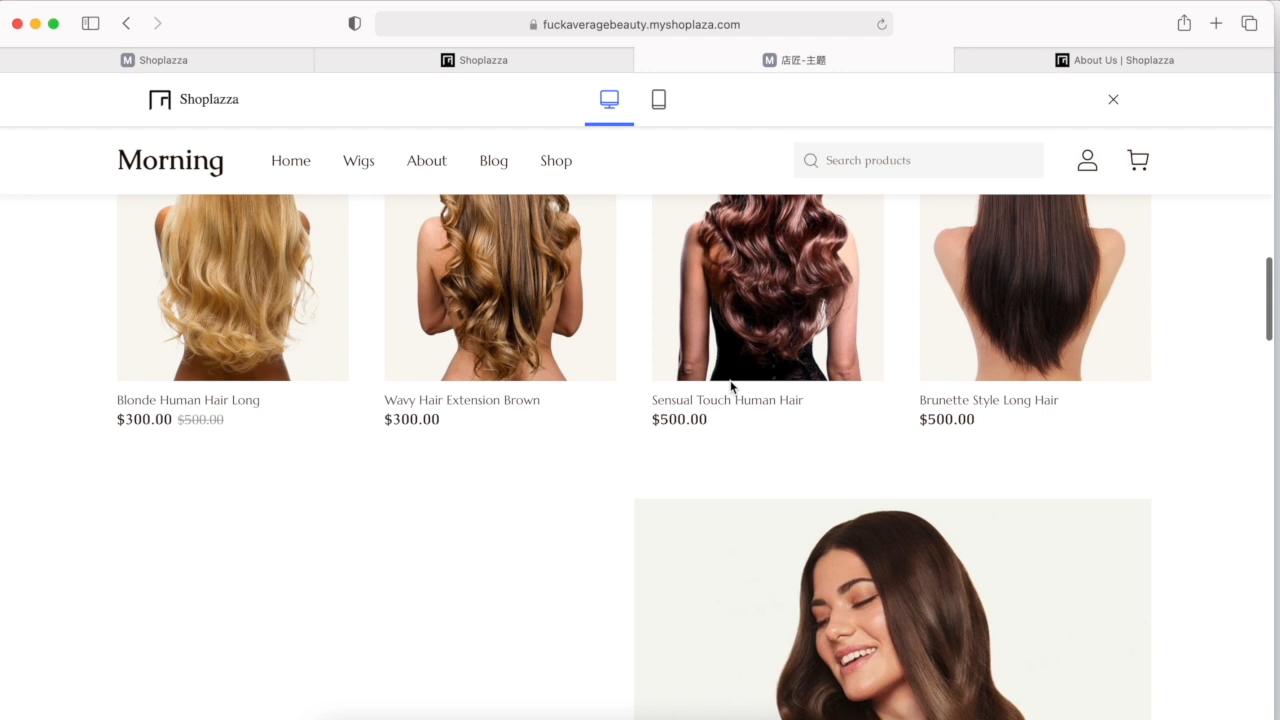 fuckaveragebeauty.myshoplaza.com
M Shoplazza
Shoplazza
M 店匠-主题
About Us | Shoplazza
Shoplazza
Morning
Home
Wigs
About
Blog
Shop
Search products
Blonde Human Hair Long
$300.00 $500.00
Wavy Hair Extension Brown
$300.00
Sensual Touch Human Hair
$500.00
Brunette Style Long Hair
$500.00